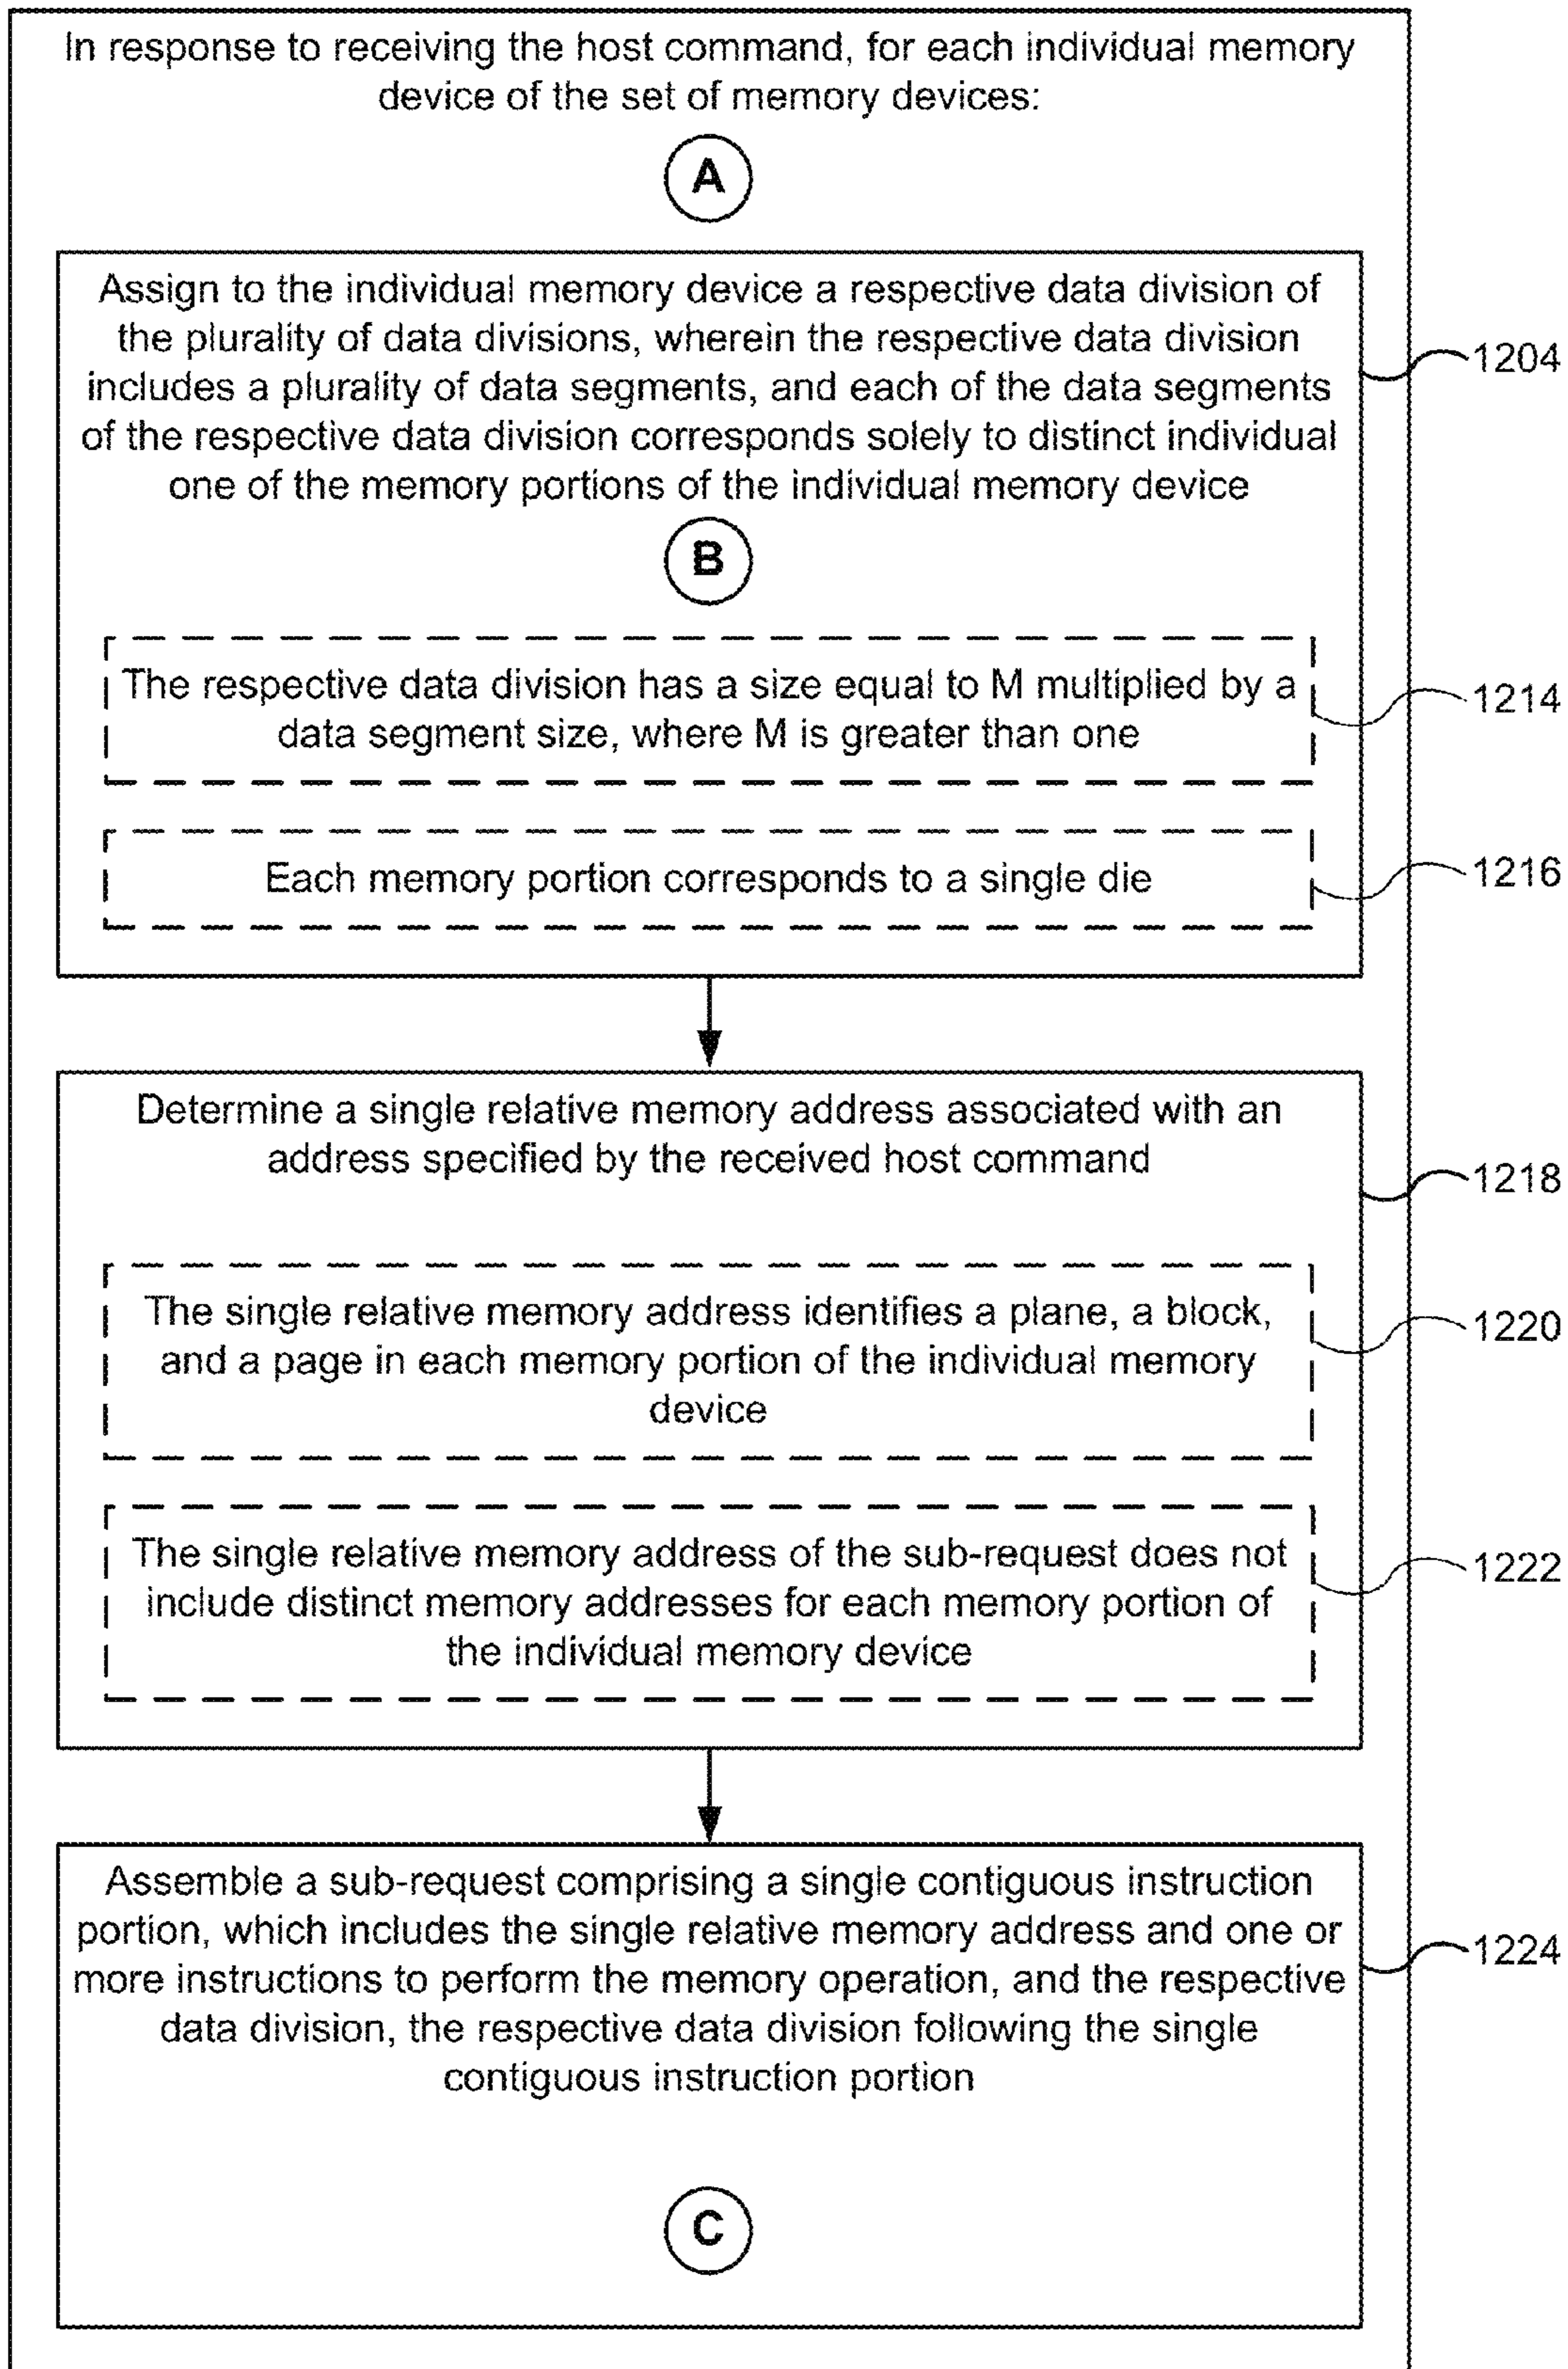 In response to receiving the host command, for each individual memory
device of the set of memory devices:
A
Assign to the individual memory device a respective data division of
the plurality of data divisions, wherein the respective data division
includes a plurality of data segments, and each of the data segments
of the respective data division corresponds solely to distinct individual
one of the memory portions of the individual memory device
1204
B
The respective data division has a size equal to M multiplied by a
data segment size, where M is greater than one
1214
Each memory portion corresponds to a single die
1216
Determine a single relative memory address associated with an
address specified by the received host command
1218
The single relative memory address identifies a plane, a block,
and a page in each memory portion of the individual memory
device
1220
The single relative memory address of the sub-request does not
include distinct memory addresses for each memory portion of
the individual memory device
1222
Assemble a sub-request comprising a single contiguous instruction
portion, which includes the single relative memory address and one or
more instructions to perform the memory operation, and the respective
data division, the respective data division following the single
contiguous instruction portion
1224
C